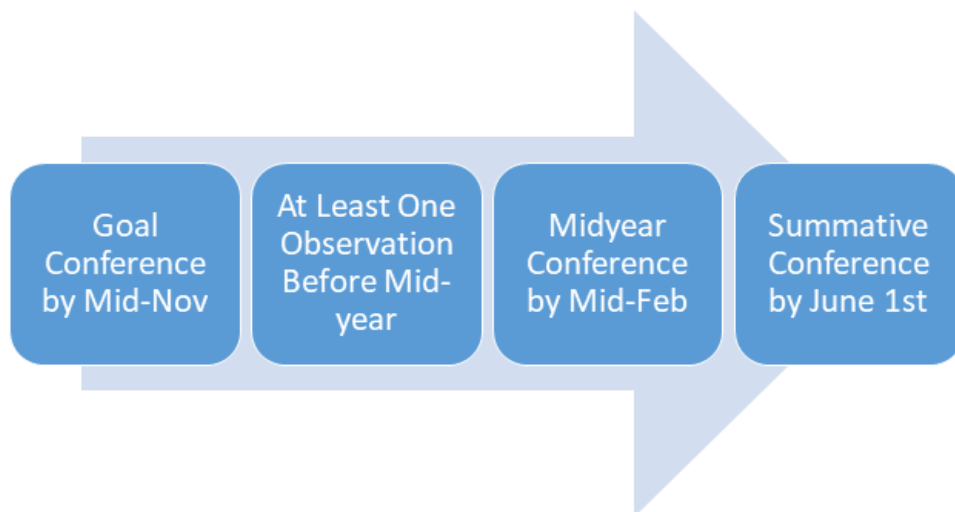 Goal
Conference
by Mid-Nov
At Least One
Observation
Before Mid-
year
Midyear
Conference
by Mid-Feb
Summative
Conference
by June 1st